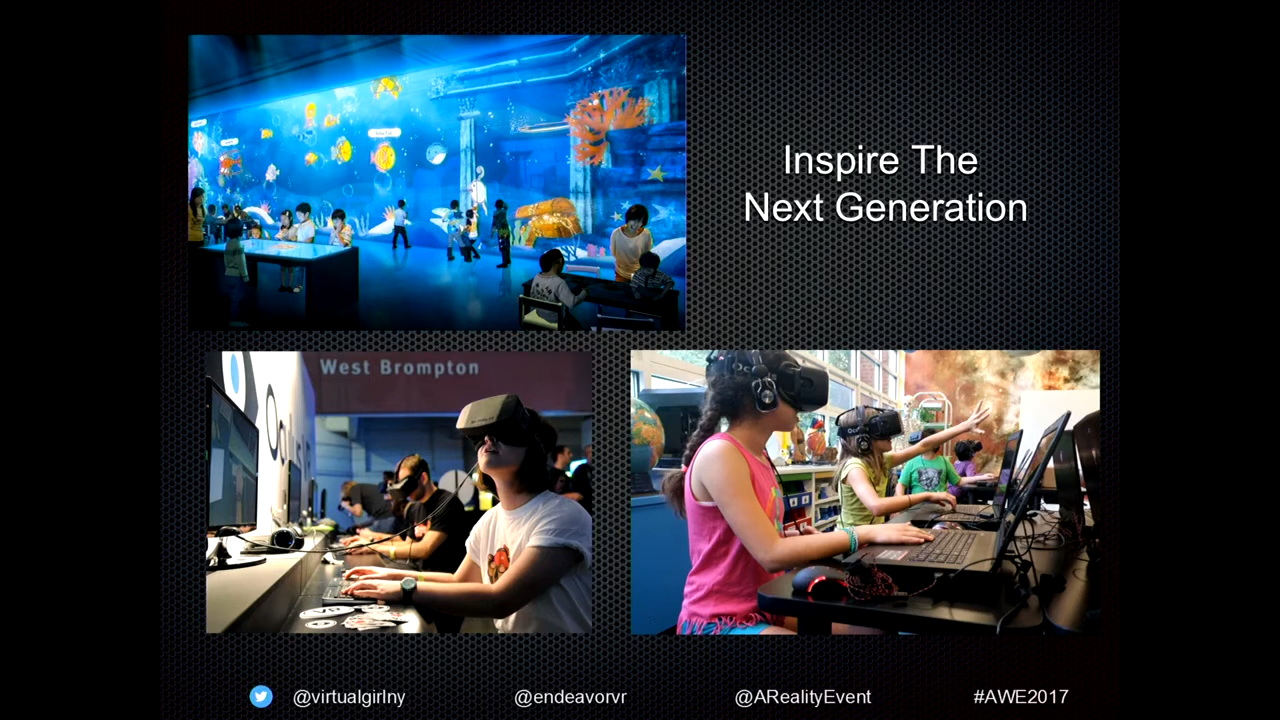 Inspire The
Next Generation
West Brompton
@virtualgirlny
@endeavorvr
@ARealityEvent
#AWE2017